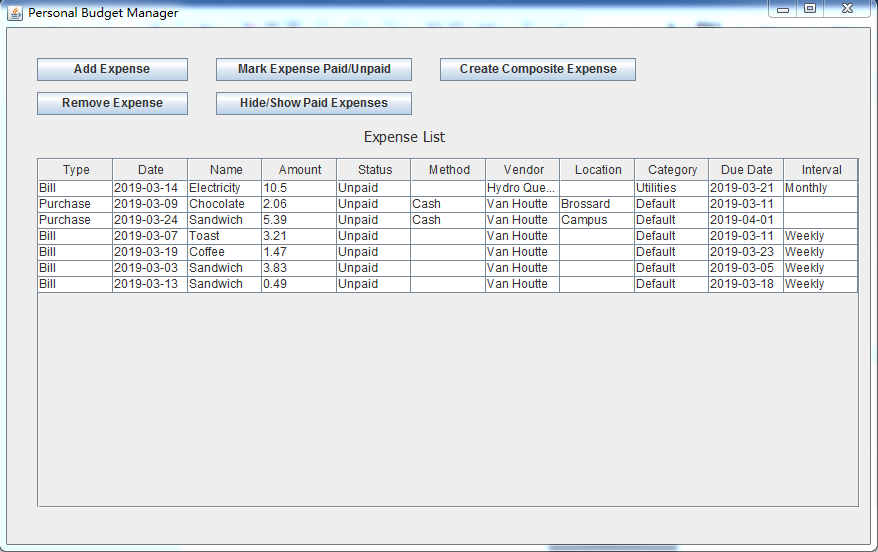 Personal Budget Manager
Add Expense Mark Expense Paid/Unpaid Create Composite Expense
Remove Expense Hide/Show Paid Expenses
Expense List
Type Date Name Amount Status Method Vendor Location Category Due Date Interval
Bill 2019-03-14 Electricity 10.5 Unpaid Hydro Que... Utilities 2019-03-21 Monthly
Purchase 2019-03-09 Chocolate 2.06 Unpaid Cash Van Houtte Brossard Default 2019-03-11
Purchase 2019-03-24 Sandwich 5.39 Unpaid Cash Van Houtte Campus Default 2019-04-01
Bill 2019-03-07 Toast 3.21 Unpaid Van Houtte Default 2019-03-11 Weekly
Bill 2019-03-19 Coffee 1.47 Unpaid Van Houtte Default 2019-03-23 Weekly
Bill 2019-03-03 Sandwich 3.83 Unpaid Van Houtte Default 2019-03-05 Weekly
Bill 2019-03-13 Sandwich 0.49 Unpaid Van Houtte Default 2019-03-18 Weekly